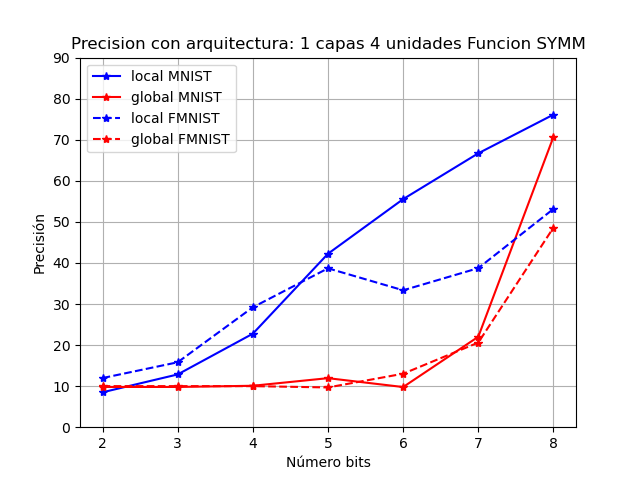 Precision con arquitectura: 1 capas 4 unidades Funcion SYMM
local MNIST
global MNIST
local FMNIST
global FMNIST
Precisión
90
80
70
60
50
40
30
20
10
0
2 3 4 5 6 7 8
Número bits